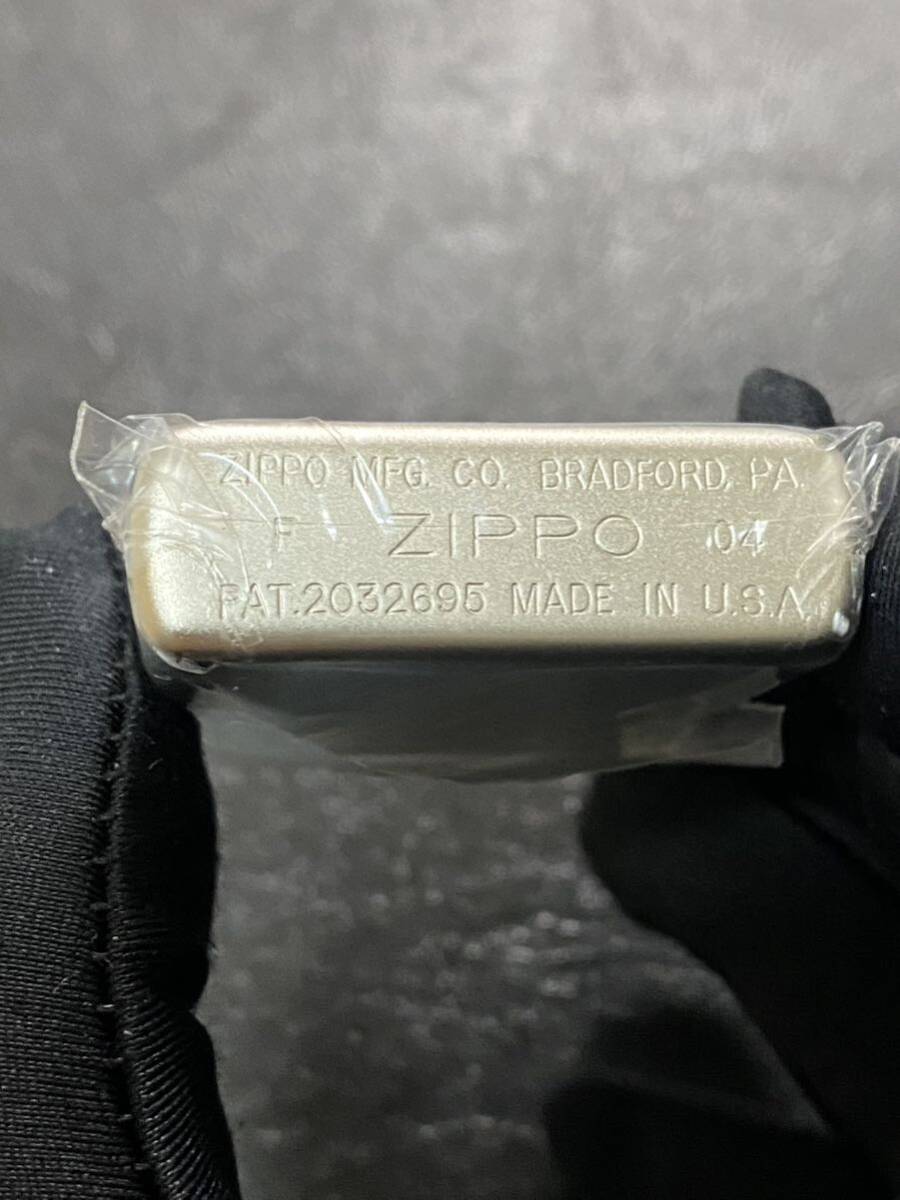 ZIPPO MFG. CO. BRADFORD, PA.
F ZIPPO 04
PAT.2032695 MADE IN U.S.A.